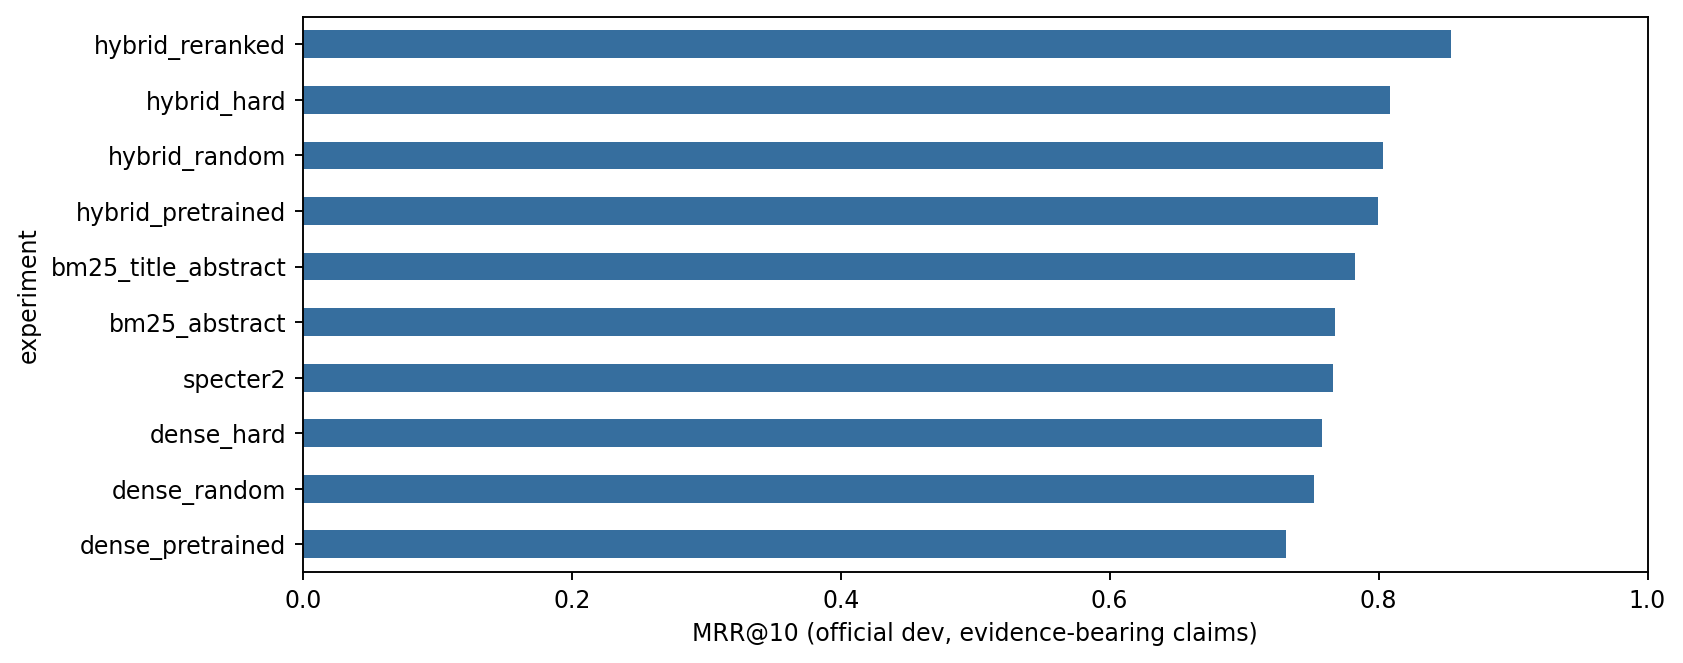 hybrid_reranked
hybrid_hard
hybrid_random
hybrid_pretrained
bm25_title_abstract
bm25_abstract
specter2
dense_hard
dense_random
dense_pretrained
experiment
0.0 0.2 0.4 0.6 0.8 1.0
MRR@10 (official dev, evidence-bearing claims)